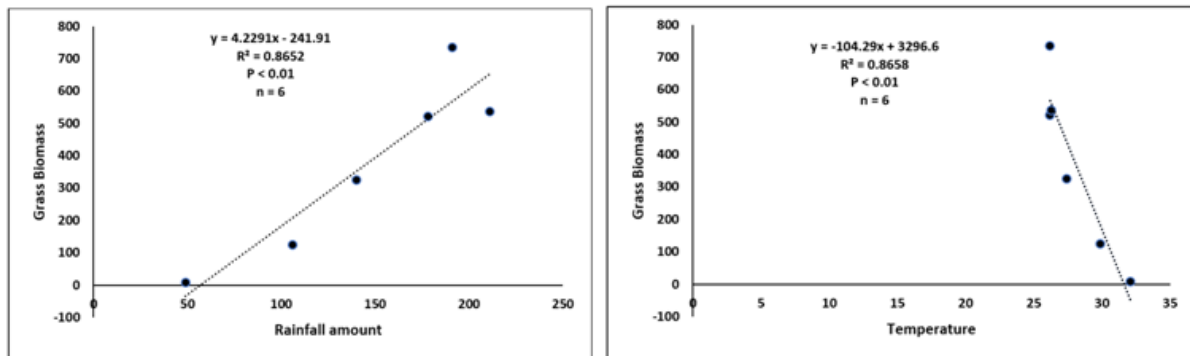 y = 4.2291x - 241.91
R² = 0.8652
P < 0.01
n = 6
800
700
600
500
400
300
200
100
0
-100
0 50 100 150 200 250
Grass Biomass
Rainfall amount
y = -104.29x + 3296.6
R² = 0.8658
P < 0.01
n = 6
800
700
600
500
400
300
200
100
0
-100
0 5 10 15 20 25 30 35
Grass Biomass
Temperature